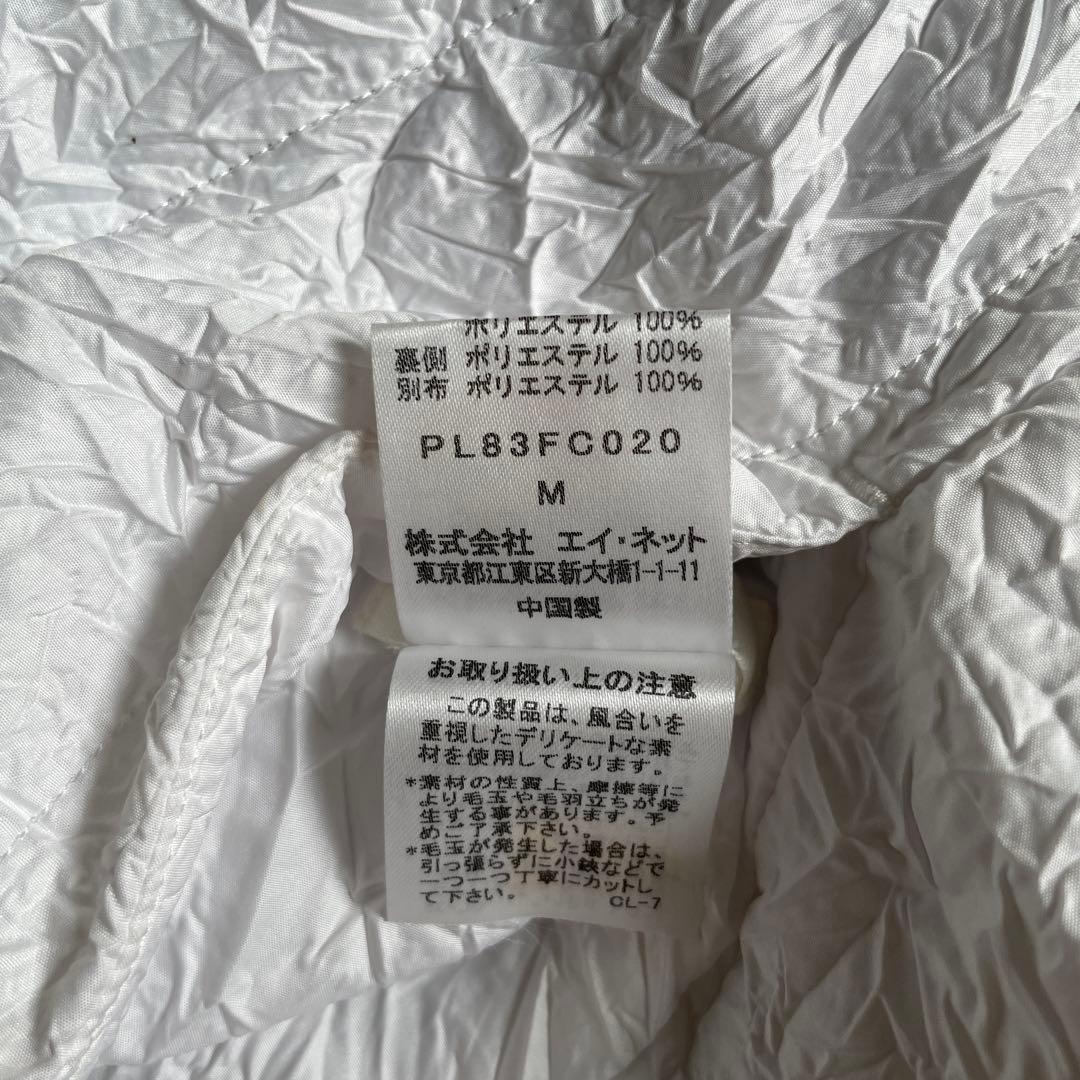 ポリエステル 100%
裏側 ポリエステル 100%
別布 ポリエステル 100%
PL83FC020
M
株式会社 エイ・ネット
東京都江東区新大橋1-1-11
中国製
お取り扱い上の注意
この製品は、風合いを
重視したデリケートな素
材を使用しております。
*素材の性質上、摩擦等に
より毛玉や毛羽立ちが発
生する事があります。予
めご了承下さい。
*毛玉が発生した場合は、
引っ張らずに小鋏などで
一つ一つ丁寧にカットし
て下さい。 CL-7